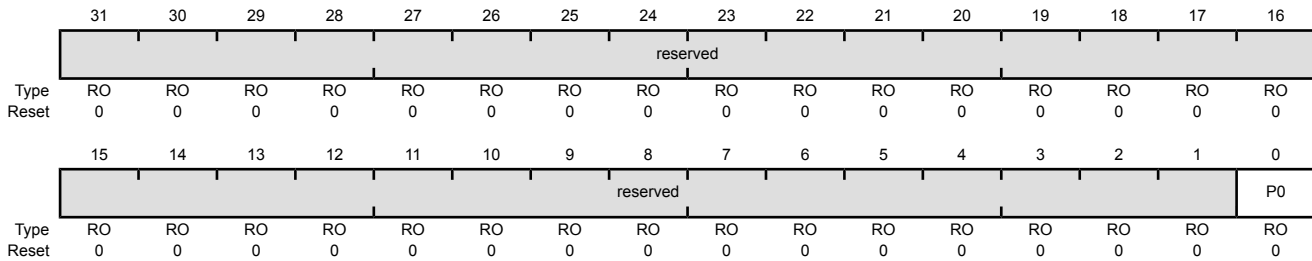 31 30 29 28 27 26 25 24 23 22 21 20 19 18 17 16
reserved
Type RO RO RO RO RO RO RO RO RO RO RO RO RO RO RO RO
Reset 0 0 0 0 0 0 0 0 0 0 0 0 0 0 0 0
15 14 13 12 11 10 9 8 7 6 5 4 3 2 1 0
reserved P0
Type RO RO RO RO RO RO RO RO RO RO RO RO RO RO RO RO
Reset 0 0 0 0 0 0 0 0 0 0 0 0 0 0 0 0